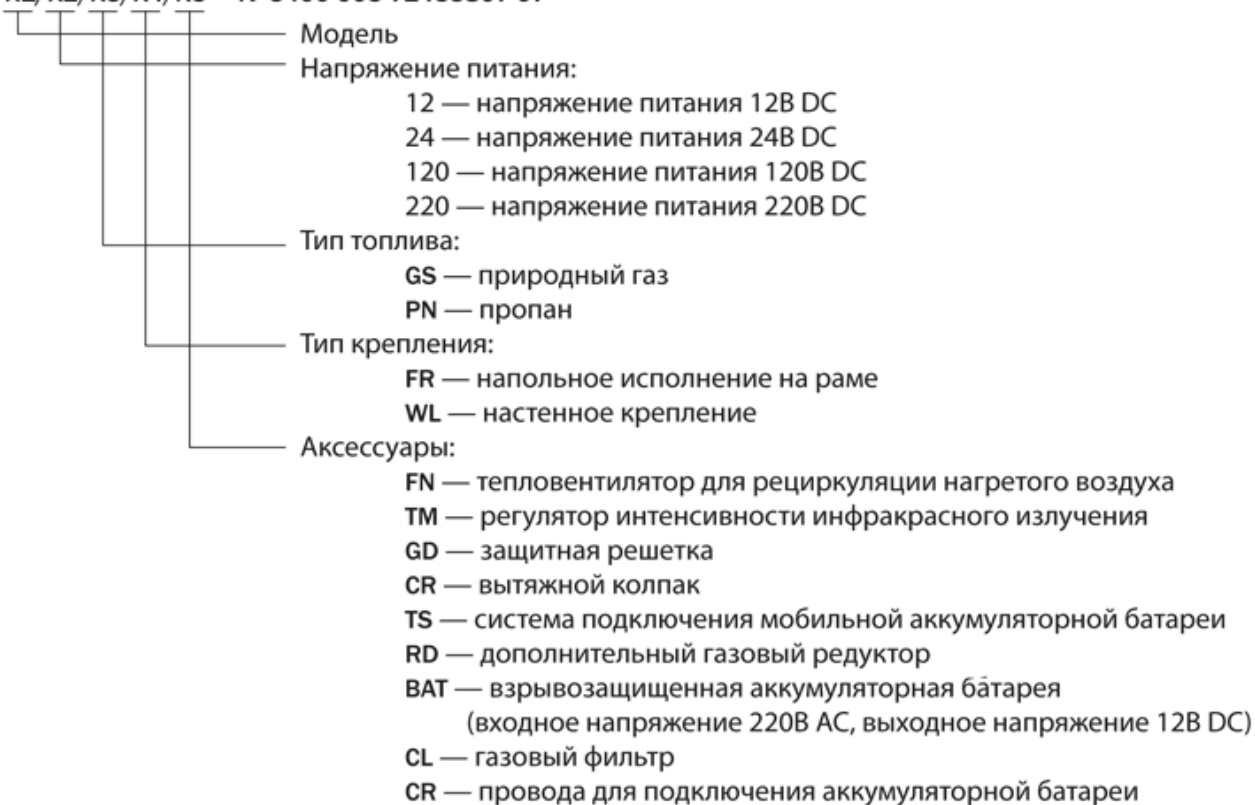 Модель
Напряжение питания:
12 — напряжение питания 12В DC
24 — напряжение питания 24В DC
120 — напряжение питания 120В DC
220 — напряжение питания 220В DC
Тип топлива:
GS — природный газ
PN — пропан
Тип крепления:
FR — напольное исполнение на раме
WL — настенное крепление
Аксессуары:
FN — тепловентилятор для рециркуляции нагретого воздуха
TM — регулятор интенсивности инфракрасного излучения
GD — защитная решетка
CR — вытяжной колпак
TS — система подключения мобильной аккумуляторной батареи
RD — дополнительный газовый редуктор
BAT — взрывозащищенная аккумуляторная батарея
(входное напряжение 220В AC, выходное напряжение 12В DC)
CL — газовый фильтр
CR — провода для подключения аккумуляторной батареи